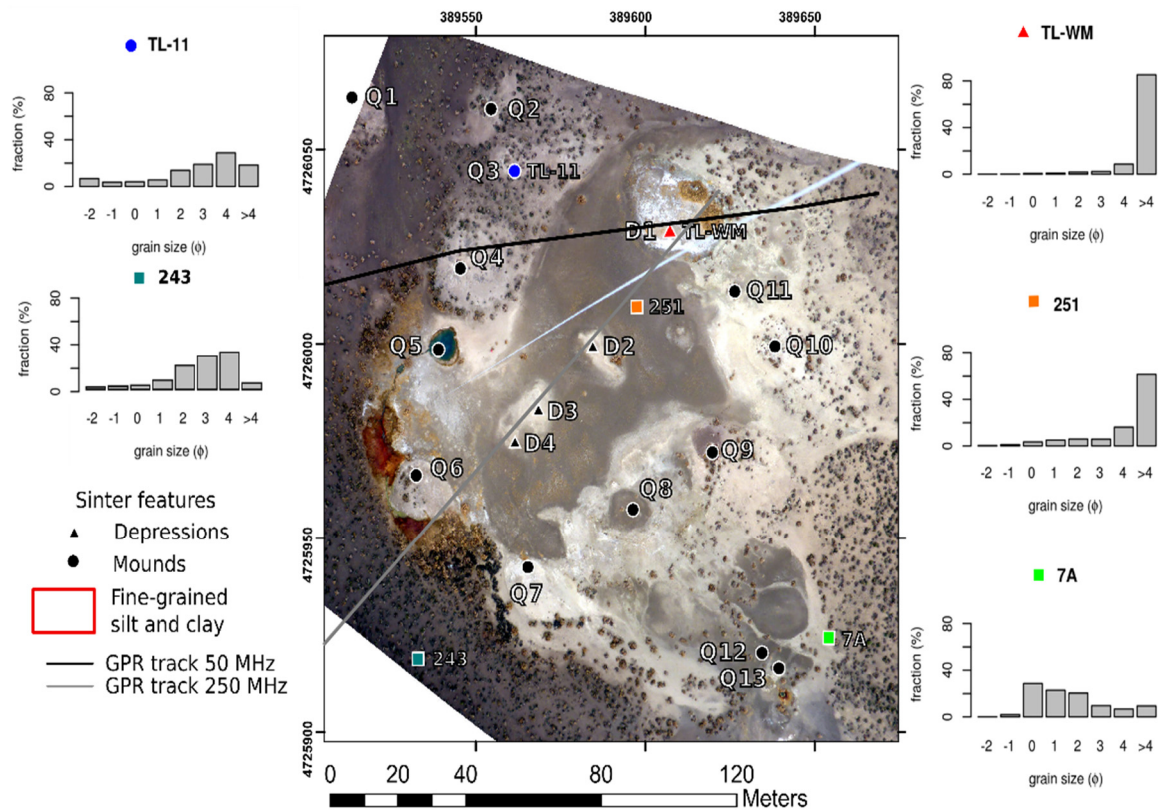 TL-11
fraction (%)
80
40
0
-2 -1 0 1 2 3 4 >4
grain size (ϕ)
243
fraction (%)
80
40
0
-2 -1 0 1 2 3 4 >4
grain size (ϕ)
Sinter features
Depressions
Mounds
Fine-grained
silt and clay
GPR track 50 MHz
GPR track 250 MHz
389550 389600 389650
4726050
4726000
4725950
4725900
Q1
Q2
Q3 TL-11
D1 TL-WM
Q4
Q11
251
Q5
D2
Q10
D3
D4
Q9
Q6
Q8
Q7
7A
Q12
243
Q13
0 20 40 80 120
Meters
TL-WM
fraction (%)
80
40
0
-2 -1 0 1 2 3 4 >4
grain size (ϕ)
251
fraction (%)
80
40
0
-2 -1 0 1 2 3 4 >4
grain size (ϕ)
7A
fraction (%)
80
40
0
-2 -1 0 1 2 3 4 >4
grain size (ϕ)